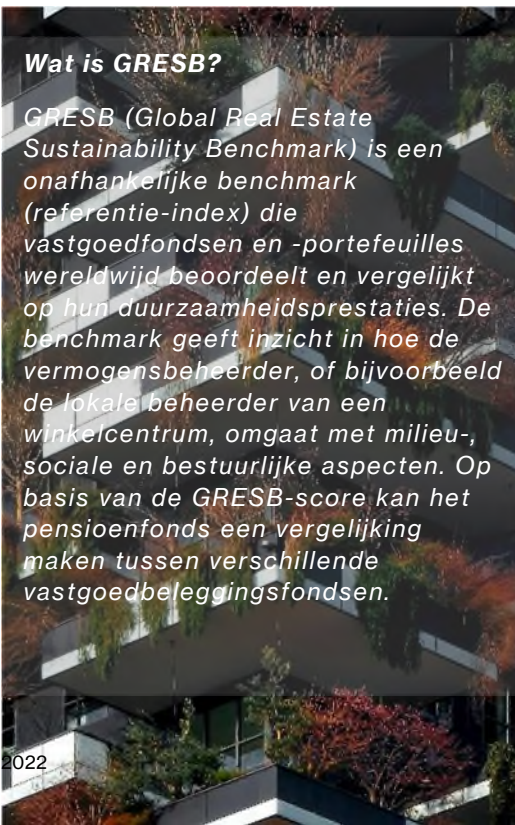 Wat is GRESB?
GRESB (Global Real Estate
Sustainability Benchmark) is een
onafhankelijke benchmark
(referentie-index) die
vastgoedfondsen en -portefeuilles
wereldwijd beoordeelt en vergelijkt
op hun duurzaamheidsprestaties. De
benchmark geeft inzicht in hoe de
vermogensbeheerder, of bijvoorbeeld
de lokale beheerder van een
winkelcentrum, omgaat met milieu-,
sociale en bestuurlijke aspecten. Op
basis van de GRESB-score kan het
pensioenfonds een vergelijking
maken tussen verschillende
vastgoedbeleggingsfondsen.
2022